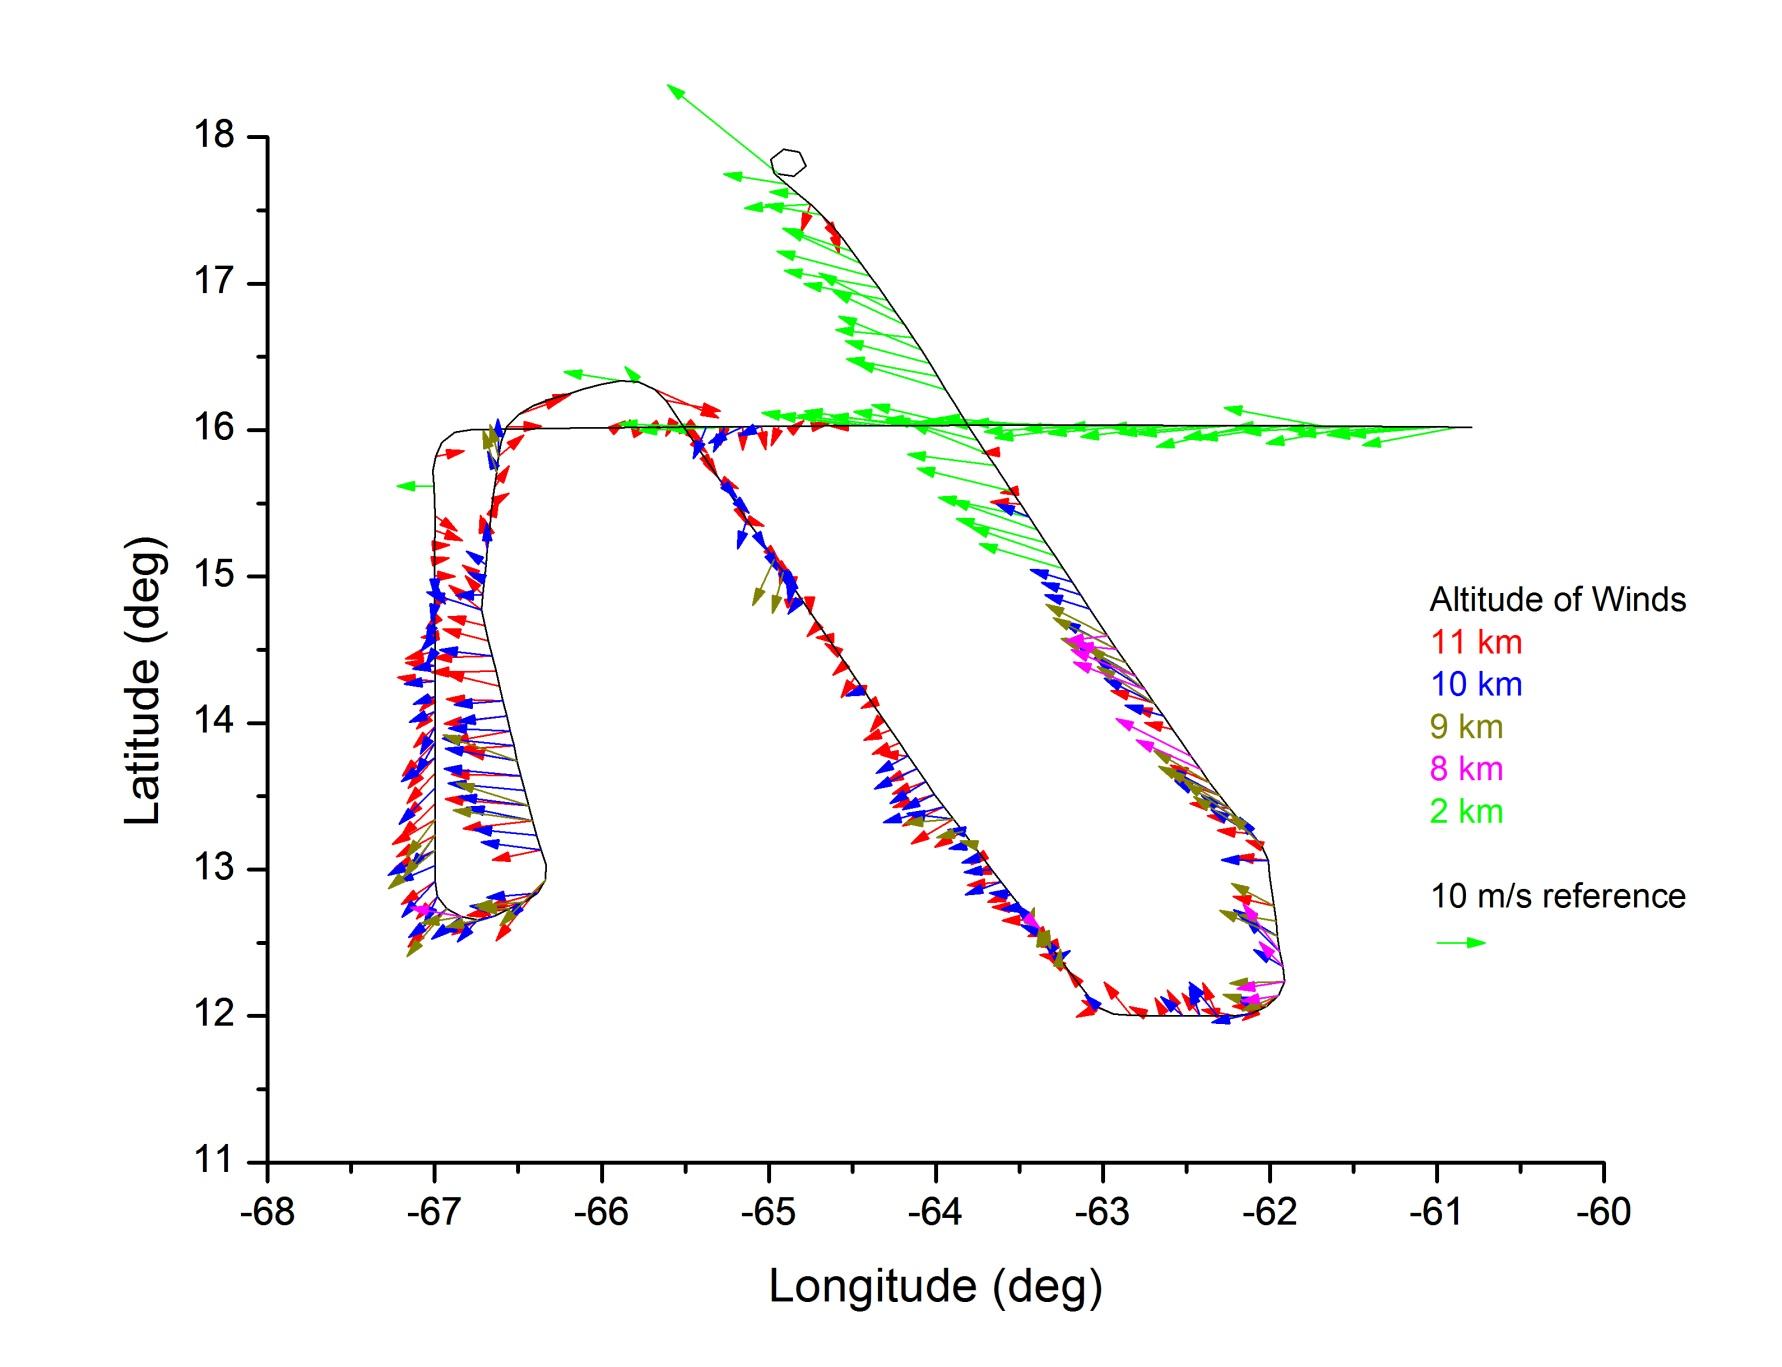 18
17
16
15
14
13
12
11
-68 -67 -66 -65 -64 -63 -62 -61 -60
Latitude (deg)
Longitude (deg)
Altitude of Winds
11 km
10 km
9 km
8 km
2 km
10 m/s reference